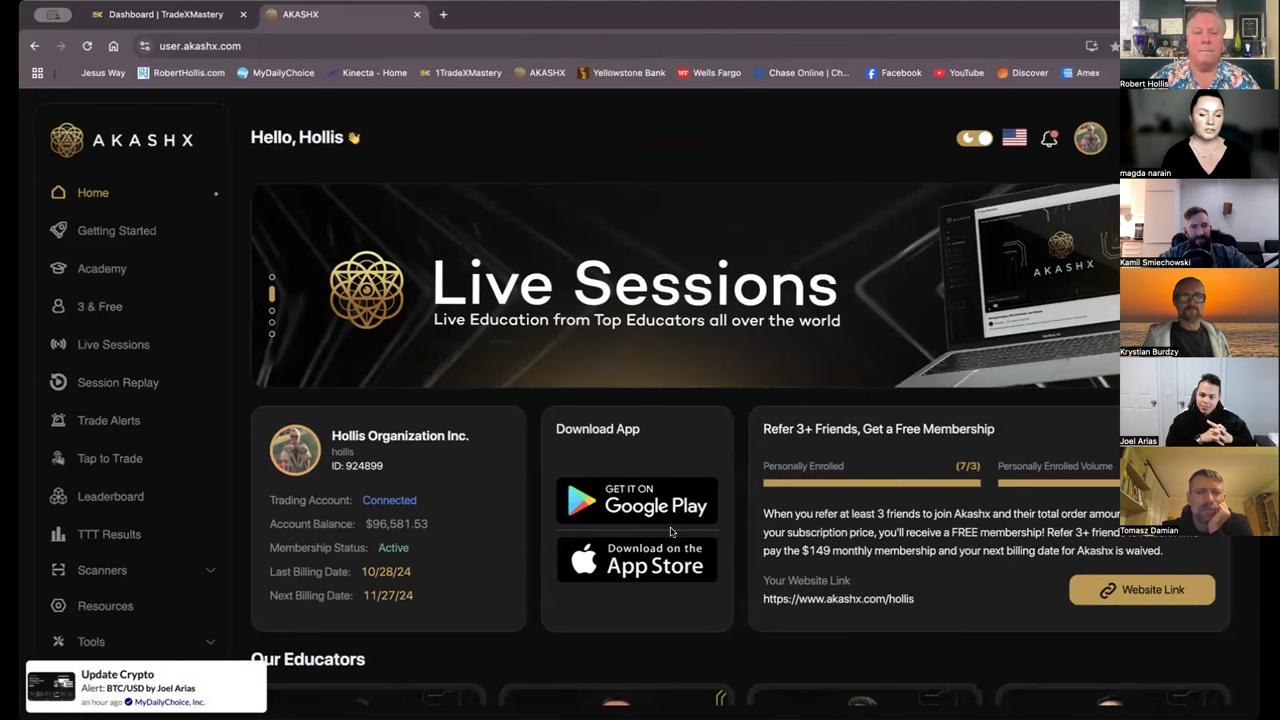 Dashboard | TradeXMastery
AKASHX
user.akashx.com
Jesus Way
RobertHollis.com
MyDailyChoice
Kinecta - Home
1TradeXMastery
AKASHX
Yellowstone Bank
Wells Fargo
Chase Online | Ch...
Facebook
YouTube
Discover
Amex
AKASHX
Home
Getting Started
Academy
3 & Free
Live Sessions
Session Replay
Trade Alerts
Tap to Trade
Leaderboard
TTT Results
Scanners
Resources
Tools
Hello, Hollis
Live Sessions
Live Education from Top Educators all over the world
AKASHX
Hollis Organization Inc.
hollis
ID: 924899
Trading Account: Connected
Account Balance: $96,581.53
Membership Status: Active
Last Billing Date: 10/28/24
Next Billing Date: 11/27/24
Download App
GET IT ON
Google Play
Download on the
App Store
Refer 3+ Friends, Get a Free Membership
Personally Enrolled (7/3)
Personally Enrolled Volume
When you refer at least 3 friends to join Akashx and their total order amou
your subscription price, you'll receive a FREE membership! Refer 3+ friend
pay the $149 monthly membership and your next billing date for Akashx is waived.
Your Website Link
https://www.akashx.com/hollis
Website Link
Our Educators
Update Crypto
Alert: BTC/USD by Joel Arias
an hour ago MyDailyChoice, Inc.
Robert Hollis
magda narain
Kamil Smiechowski
Krystian Burdzy
Joel Arias
Tomasz Damian